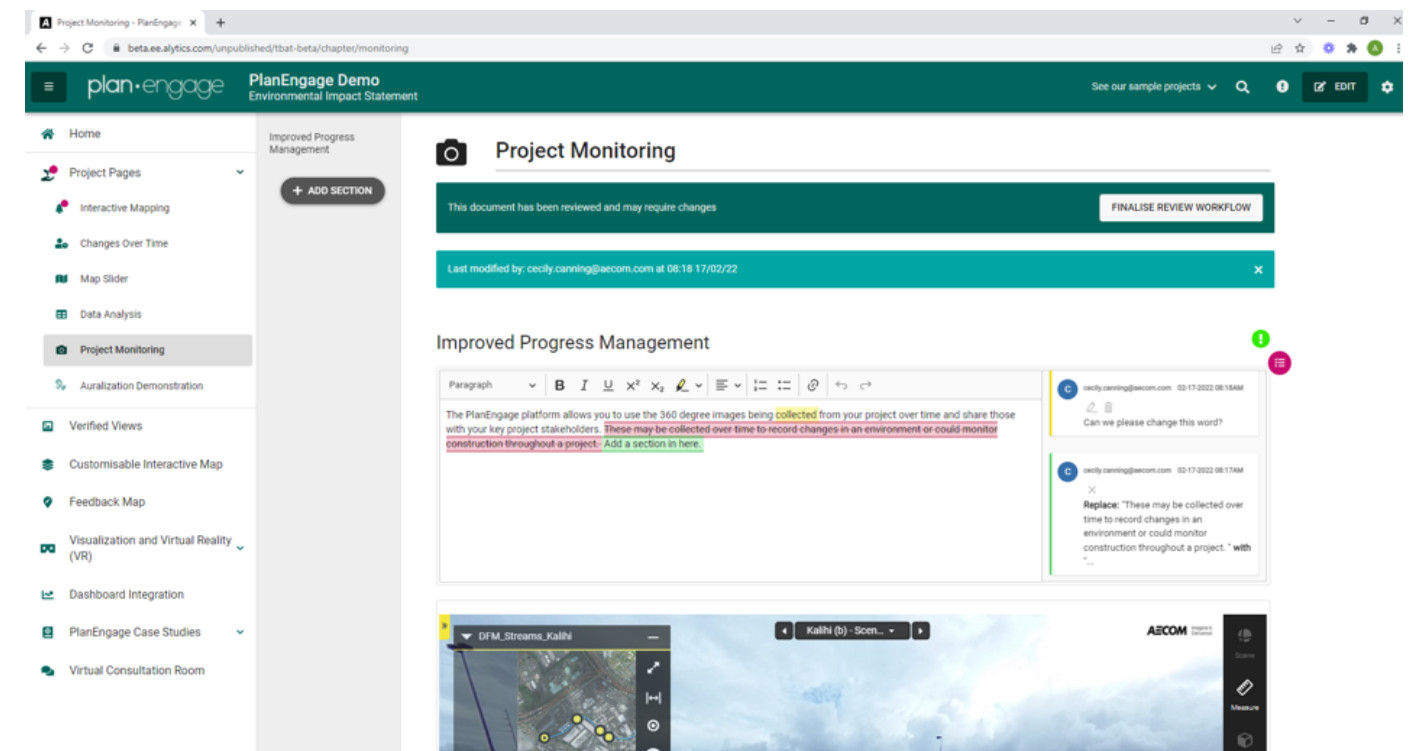 Project Monitoring - PlanEngage
beta.ee.alytics.com/unpublished/tbat-beta/chapter/monitoring
A
plan·engage
PlanEngage Demo
Environmental Impact Statement
See our sample projects
EDIT
Home
Project Pages
Interactive Mapping
Changes Over Time
Map Slider
Data Analysis
Project Monitoring
Auralization Demonstration
Verified Views
Customisable Interactive Map
Feedback Map
Visualization and Virtual Reality
(VR)
Dashboard Integration
PlanEngage Case Studies
Virtual Consultation Room
Improved Progress
Management
+ ADD SECTION
Project Monitoring
This document has been reviewed and may require changes
FINALISE REVIEW WORKFLOW
Last modified by: cecily.canning@aecom.com at 08:18 17/02/22
Improved Progress Management
Paragraph
B I U X² X₂
The PlanEngage platform allows you to use the 360 degree images being collected from your project over time and share those
with your key project stakeholders. These may be collected over time to record changes in an environment or could monitor
construction throughout a project. Add a section in here.
C
cecily.canning@aecom.com 02-17-2022 08:18AM
Can we please change this word?
C
cecily.canning@aecom.com 02-17-2022 08:17AM
Replace: "These may be collected over
time to record changes in an
environment or could monitor
construction throughout a project. " with
"...
DFM_Streams_Kalihi
Kalihi (b) - Scen...
AECOM
Scene
Measure